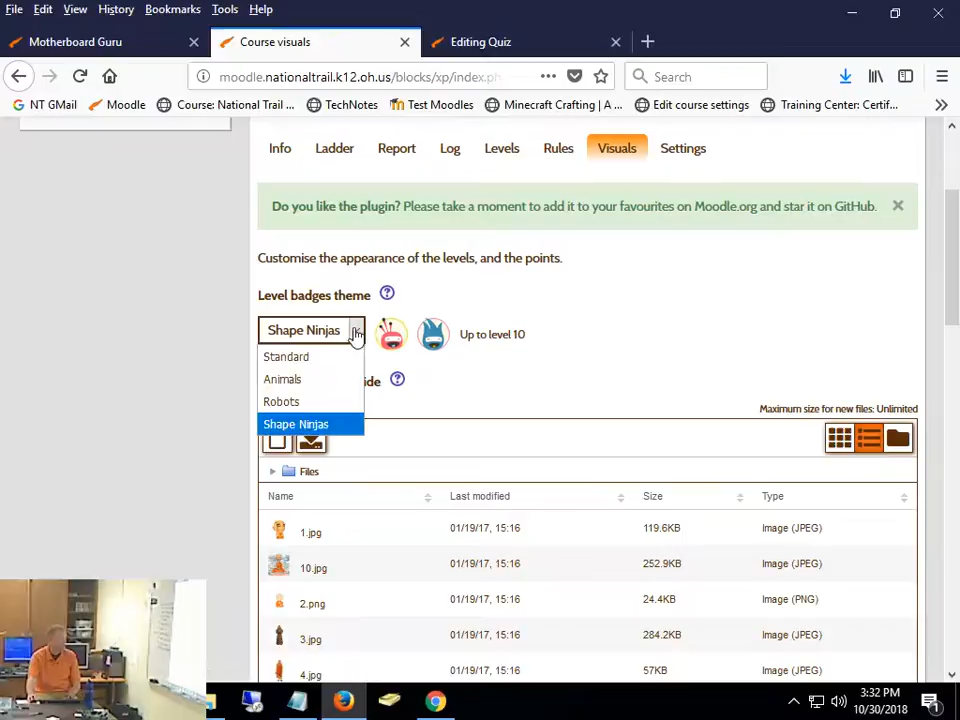 File Edit View History Bookmarks Tools Help
Motherboard Guru Course visuals Editing Quiz
moodle.nationaltrail.k12.oh.us/blocks/xp/index.ph Search
NT GMail Moodle Course: National Trail ... TechNotes Test Moodles Minecraft Crafting | A ... Edit course settings Training Center: Certif...
Info Ladder Report Log Levels Rules Visuals Settings
Do you like the plugin? Please take a moment to add it to your favourites on Moodle.org and star it on GitHub.
Customise the appearance of the levels, and the points.
Level badges theme
Shape Ninjas Up to level 10
Standard
Animals
ide
Robots
Maximum size for new files: Unlimited
Shape Ninjas
Files
Name Last modified Size Type
1.jpg 01/19/17, 15:16 119.6KB Image (JPEG)
10.jpg 01/19/17, 15:16 252.9KB Image (JPEG)
2.png 01/19/17, 15:16 24.4KB Image (PNG)
3.jpg 01/19/17, 15:16 284.2KB Image (JPEG)
4.jpg 01/19/17, 15:16 57KB Image (JPEG)
3:32 PM
10/30/2018
1